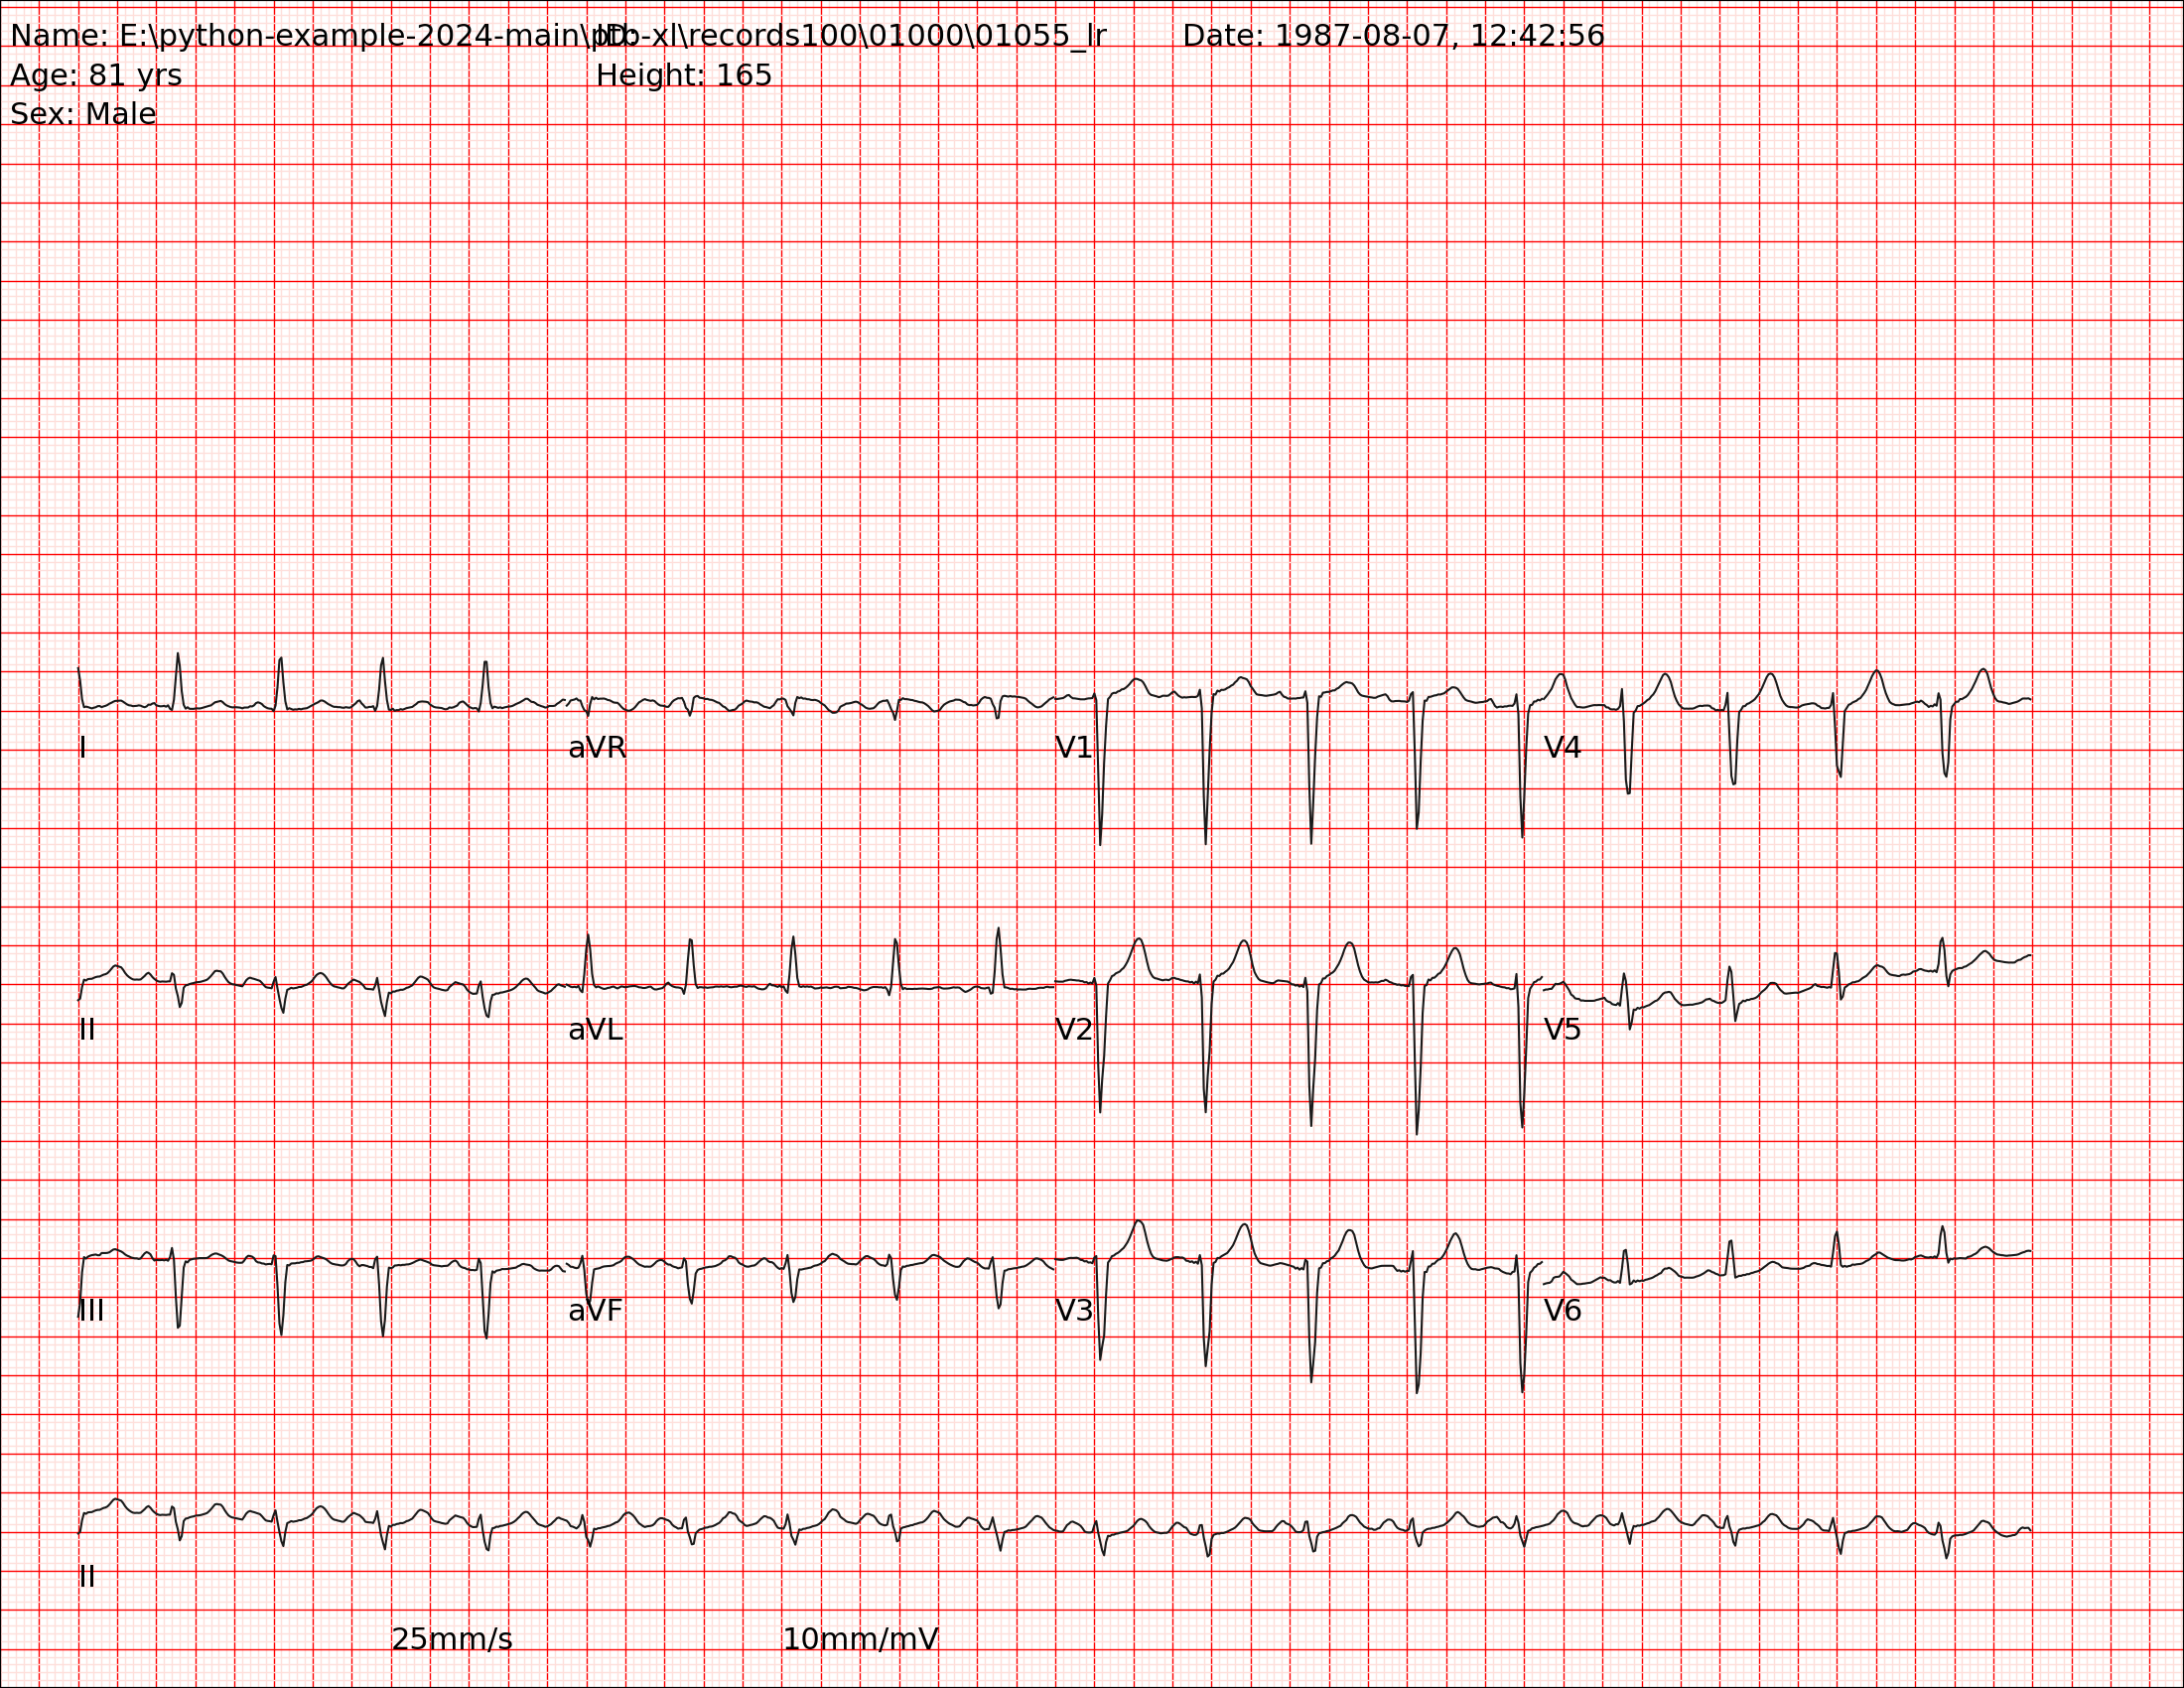 Name: E:\python-example-2024-main\ptb-xl\records100\01000\01055_lr ID: Date: 1987-08-07, 12:42:56
Age: 81 yrs Height: 165
Sex: Male
I aVR V1 V4
II aVL V2 V5
III aVF V3 V6
II
25mm/s 10mm/mV